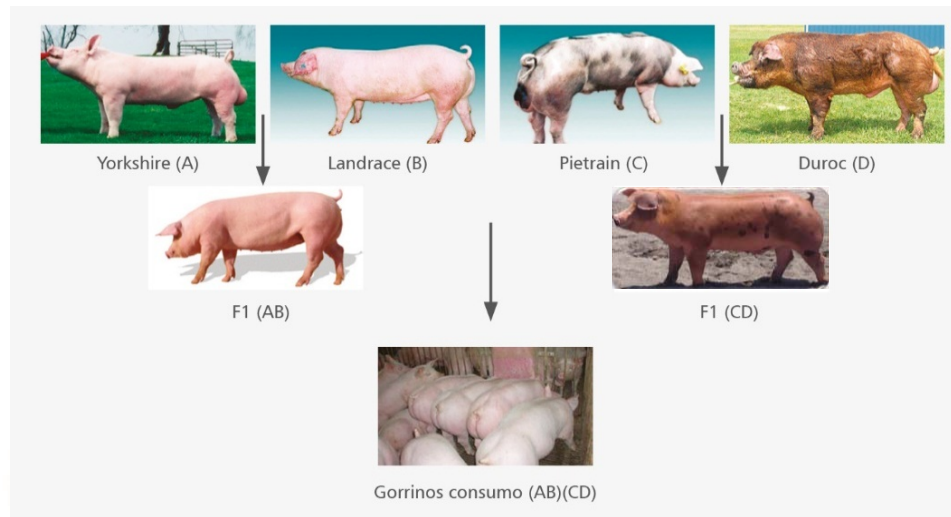 Yorkshire (A)
Landrace (B)
Pietrain (C)
Duroc (D)
F1 (AB)
F1 (CD)
Gorrinos consumo (AB)(CD)